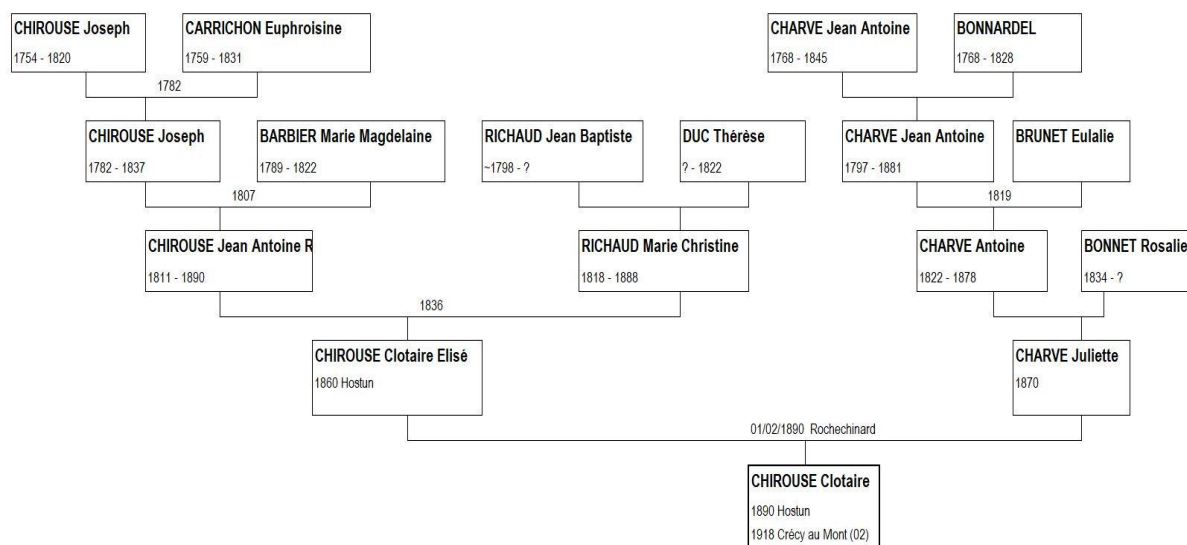 CHIROUSE Joseph
1754 - 1820
CARRICHON Euphroisine
1759 - 1831
CHARVE Jean Antoine
1768 - 1845
BONNARDEL
1768 - 1828
1782
CHIROUSE Joseph
1782 - 1837
BARBIER Marie Magdelaine
1789 - 1822
RICHAUD Jean Baptiste
~1798 - ?
DUC Thérèse
? - 1822
CHARVE Jean Antoine
1797 - 1881
BRUNET Eulalie
1807
1819
CHIROUSE Jean Antoine R
1811 - 1890
RICHAUD Marie Christine
1818 - 1888
CHARVE Antoine
1822 - 1878
BONNET Rosalie
1834 - ?
1836
CHIROUSE Clotaire Elisé
1860 Hostun
CHARVE Juliette
1870
01/02/1890 Rochechinard
CHIROUSE Clotaire
1890 Hostun
1918 Crécy au Mont (02)